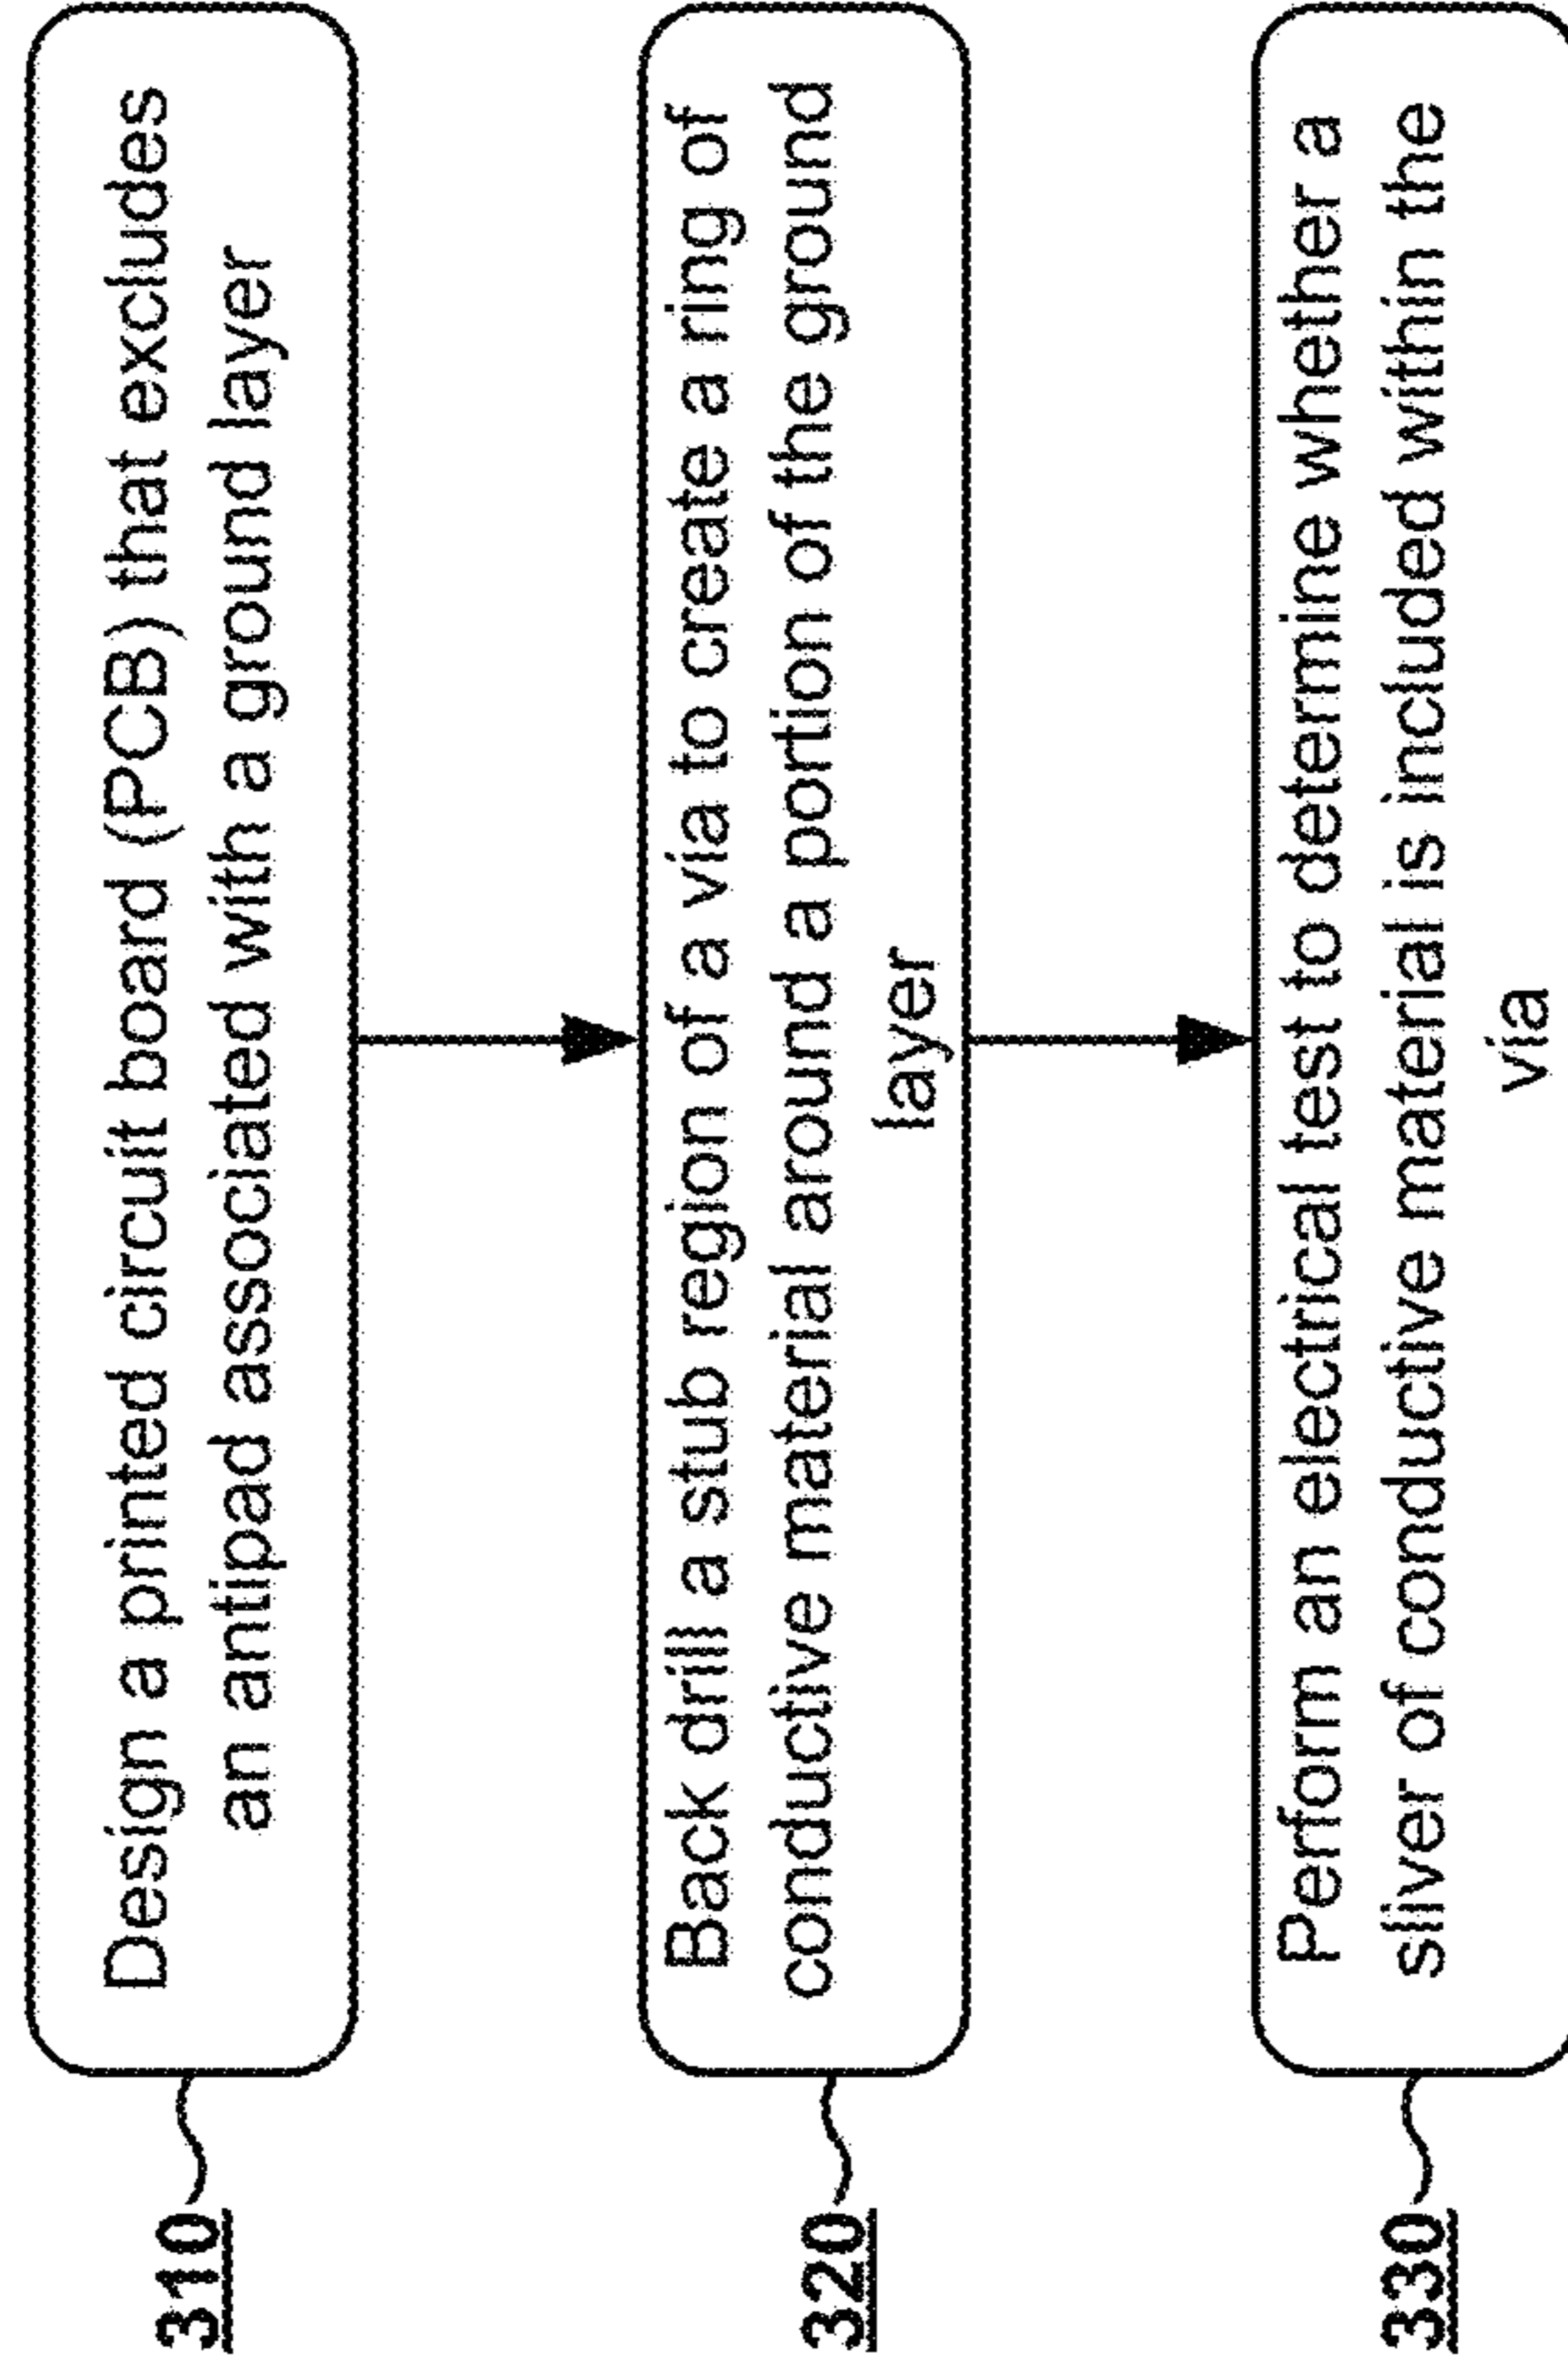 310
Design a printed circuit board (PCB) that excludes
an antipad associated with a ground layer
320
Back drill a stub region of a via to create a ring of
conductive material around a portion of the ground
layer
330
Perform an electrical test to determine whether a
sliver of conductive material is included within the
via